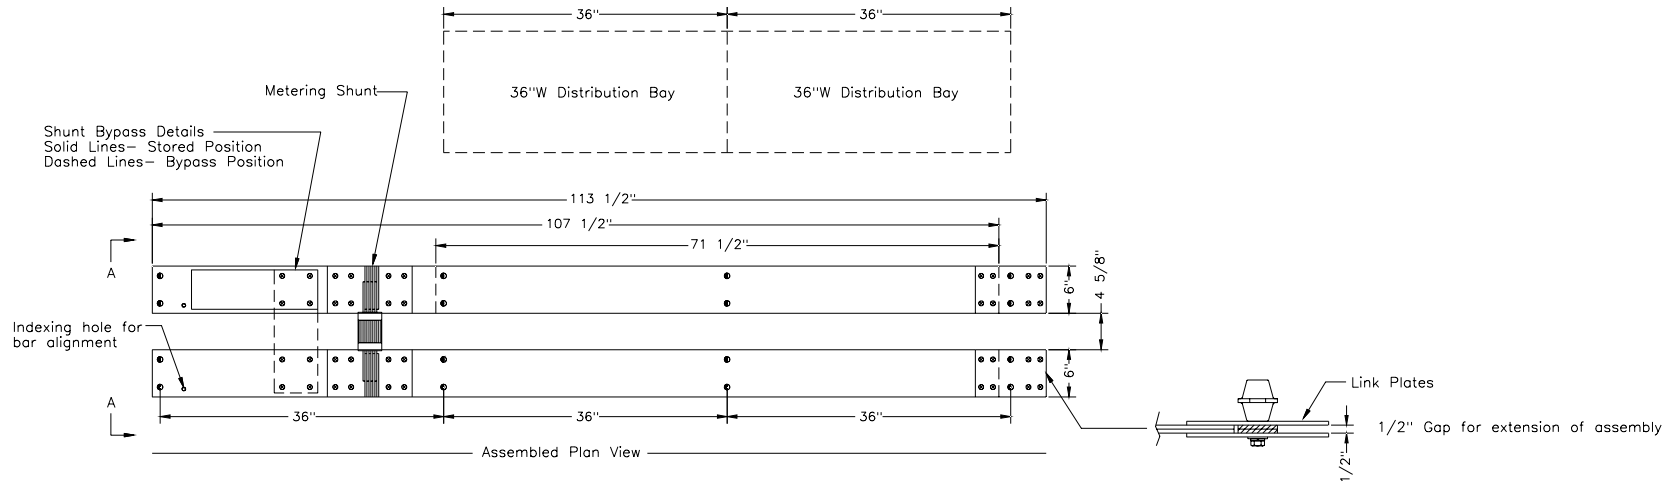 36" 36"
36"W Distribution Bay 36"W Distribution Bay
Metering Shunt
Shunt Bypass Details
Solid Lines- Stored Position
Dashed Lines- Bypass Position
113 1/2"
107 1/2"
71 1/2"
A
6"
4 5/8"
Indexing hole for
bar alignment
6"
A
36" 36" 36"
Link Plates
1/2" Gap for extension of assembly
1/2"
Assembled Plan View